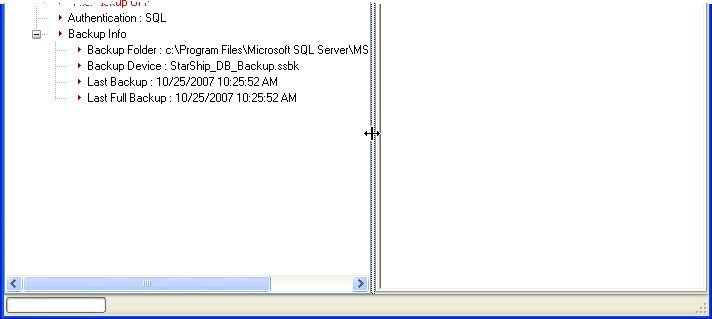 Authentication : SQL
Backup Info
Backup Folder : c:\Program Files\Microsoft SQL Server\MS
Backup Device : StarShip_DB_Backup.ssbk
Last Backup : 10/25/2007 10:25:52 AM
Last Full Backup : 10/25/2007 10:25:52 AM